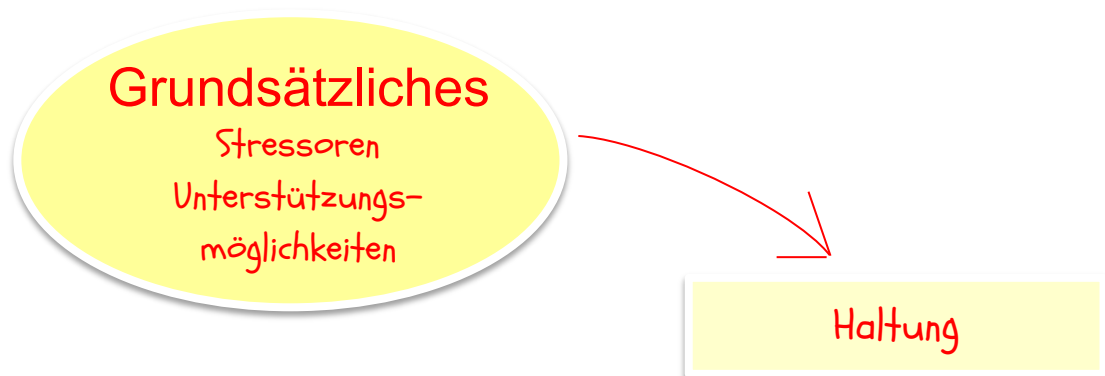 Grundsätzliches
Stressoren
Unterstützungs-
möglichkeiten
Haltung